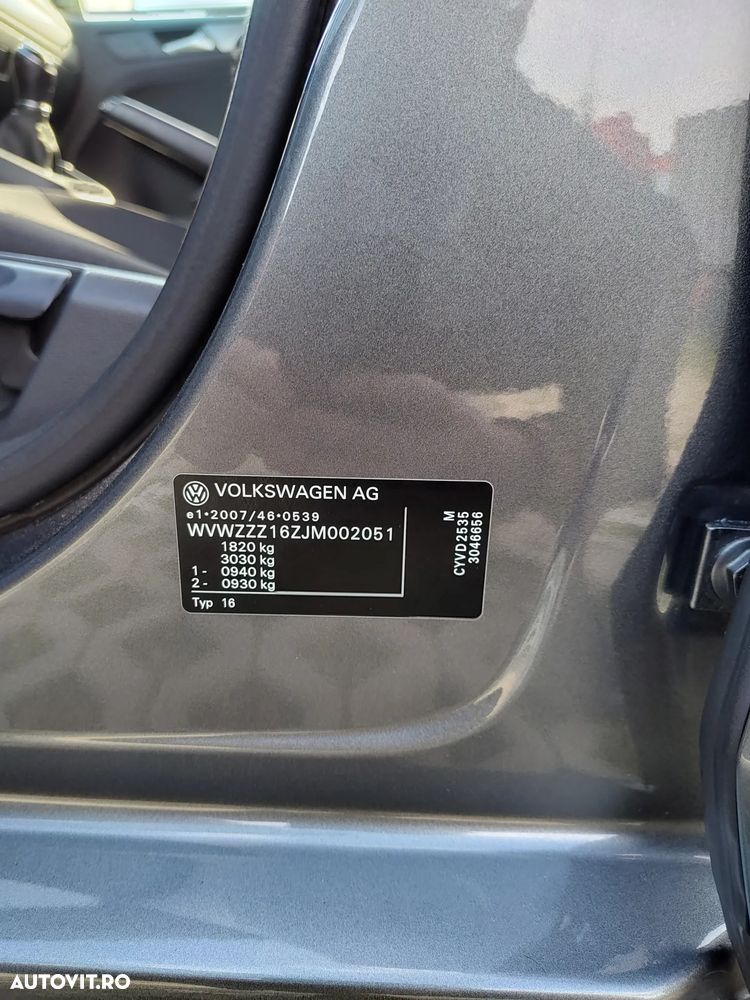 VOLKSWAGEN AG
e1*2007/46*0539
WVWZZZ16ZJM002051
1820 kg
3030 kg
1- 0940 kg
2- 0930 kg
Typ 16
M
CYVD2535
3046656
AUTOVIT.RO